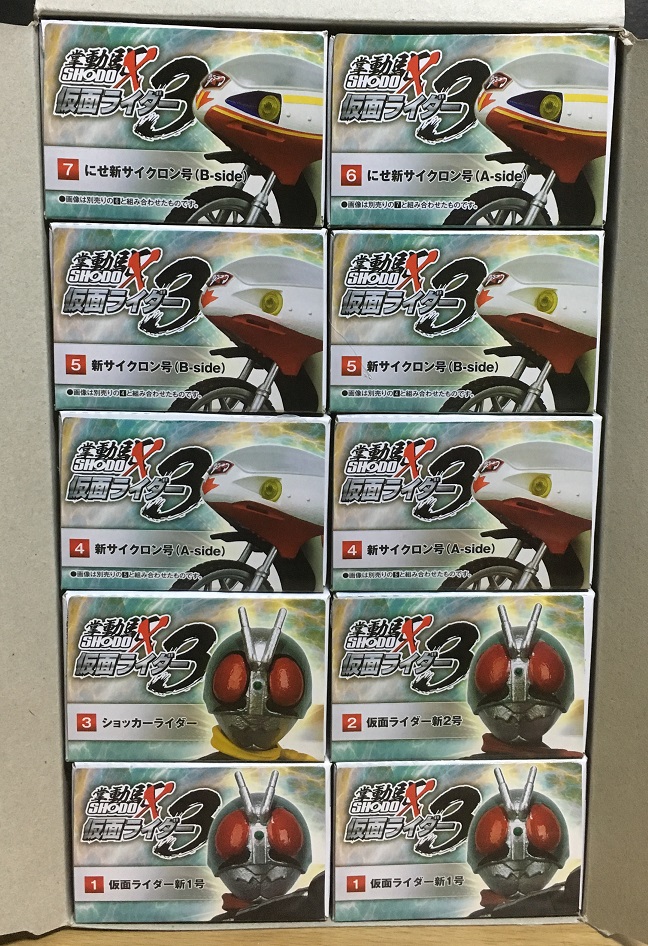 掌動駆X
SHODO
仮面ライダー3
7 にせ新サイクロン号(B-side)
●画像は別売りの6と組み合わせたものです。
掌動駆X
SHODO
仮面ライダー3
6 にせ新サイクロン号(A-side)
●画像は別売りの7と組み合わせたものです。
掌動駆X
SHODO
仮面ライダー3
5 新サイクロン号(B-side)
●画像は別売りの4と組み合わせたものです。
掌動駆X
SHODO
仮面ライダー3
5 新サイクロン号(B-side)
●画像は別売りの4と組み合わせたものです。
掌動駆X
SHODO
仮面ライダー3
4 新サイクロン号(A-side)
●画像は別売りの5と組み合わせたものです。
掌動駆X
SHODO
仮面ライダー3
4 新サイクロン号(A-side)
●画像は別売りの5と組み合わせたものです。
掌動駆X
SHODO
仮面ライダー3
3 ショッカーライダー
掌動駆X
SHODO
仮面ライダー3
2 仮面ライダー新2号
掌動駆X
SHODO
仮面ライダー3
1 仮面ライダー新1号
掌動駆X
SHODO
仮面ライダー3
1 仮面ライダー新1号